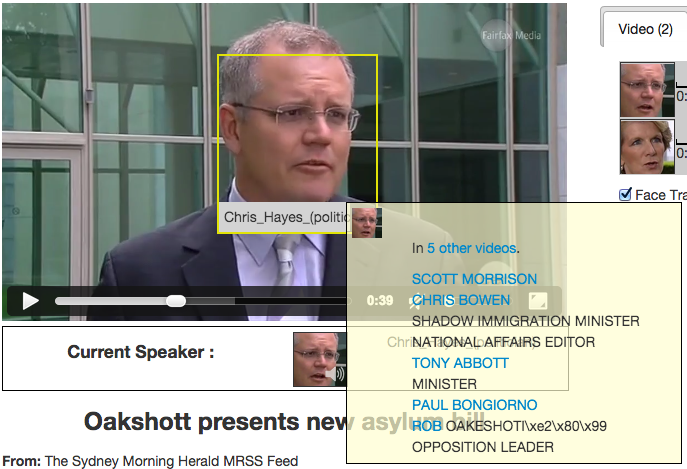 Fairfax Media
Video (2)
0:
0:
Face Tra
Chris_Hayes_(politic
In 5 other videos.
SCOTT MORRISON
CHRIS BOWEN
SHADOW IMMIGRATION MINISTER
NATIONAL AFFAIRS EDITOR
TONY ABBOTT
MINISTER
PAUL BONGIORNO
ROB OAKESHOTI\xe2\x80\x99
OPPOSITION LEADER
0:39
Current Speaker :
Oakshott presents new asylum bill
From: The Sydney Morning Herald MRSS Feed